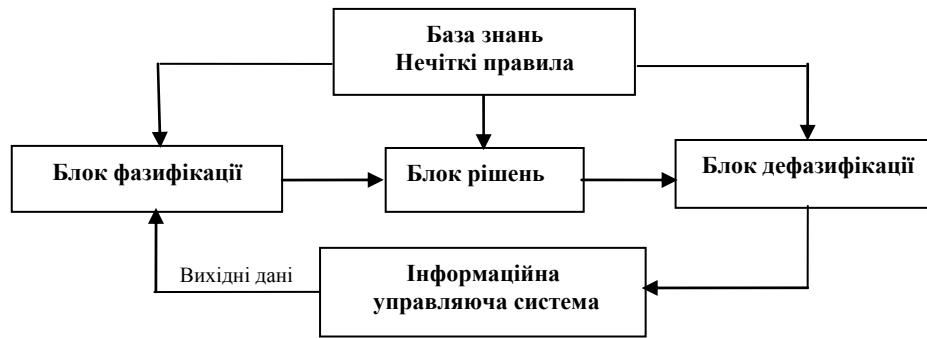 База знань
Нечіткі правила
Блок фазифікації
Блок рішень
Блок дефазифікації
Вихідні дані
Інформаційна
управляюча система